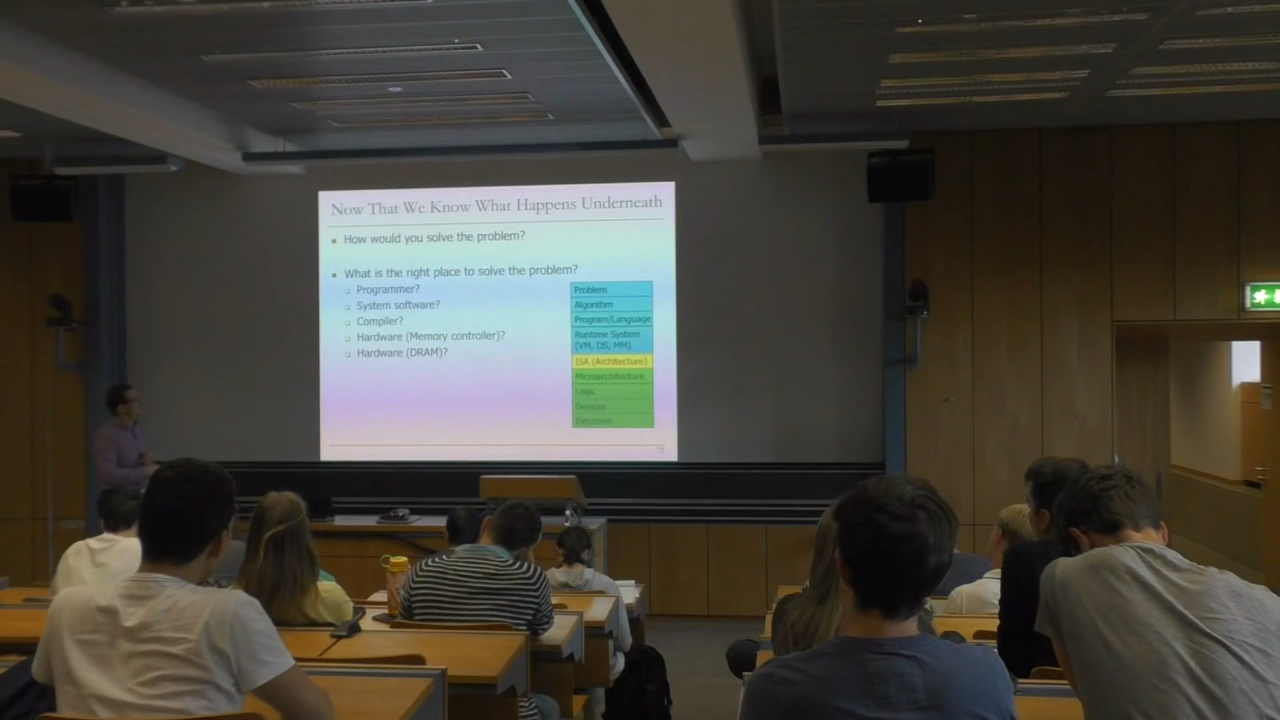 Now That We Know What Happens Underneath
How would you solve the problem?
What is the right place to solve the problem?
Programmer?
System software?
Compiler?
Hardware (Memory controller)?
Hardware (DRAM)?
Problem
Algorithm
Program/Language
Runtime System
(VM, OS, MM)
ISA (Architecture)
Microarchitecture
Logic
Devices
Electrons
72